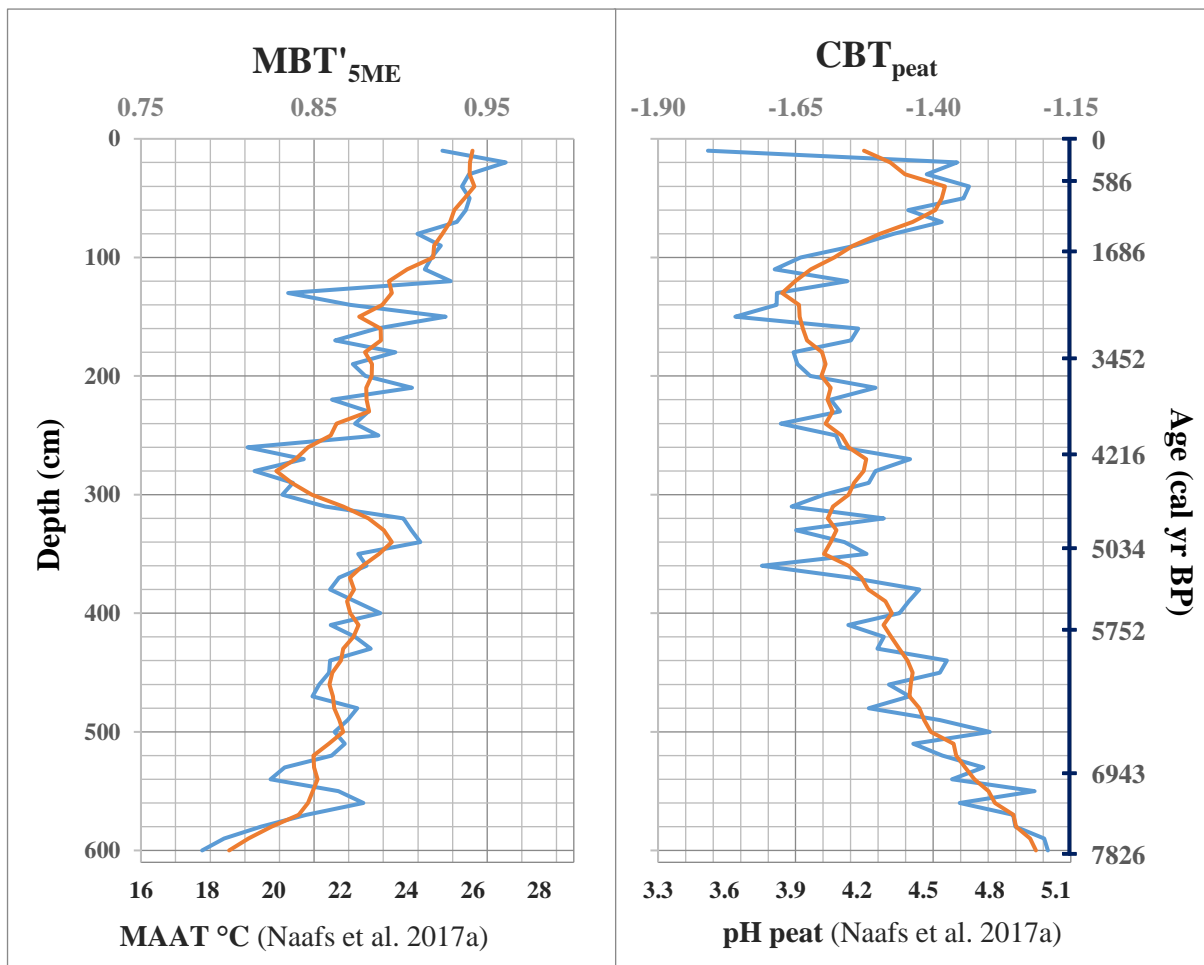 MBT'5ME
0.75 0.85 0.95
0
100
200
300
400
500
600
Depth (cm)
16 18 20 22 24 26 28
MAAT °C (Naafs et al. 2017a)
CBTpeat
-1.90 -1.65 -1.40 -1.15
0
586
1686
3452
4216
5034
5752
6943
7826
Age (cal yr BP)
3.3 3.6 3.9 4.2 4.5 4.8 5.1
pH peat (Naafs et al. 2017a)